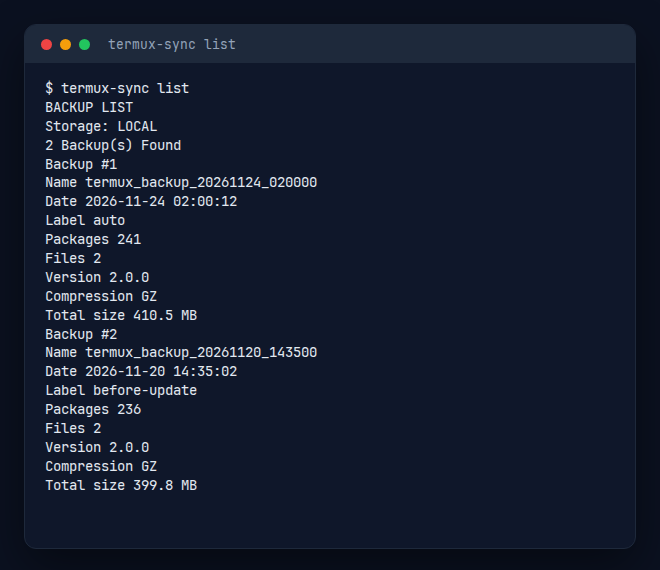 termux-sync list
$ termux-sync list
BACKUP LIST
Storage: LOCAL
2 Backup(s) Found
Backup #1
Name termux_backup_20261124_020000
Date 2026-11-24 02:00:12
Label auto
Packages 241
Files 2
Version 2.0.0
Compression GZ
Total size 410.5 MB
Backup #2
Name termux_backup_20261120_143500
Date 2026-11-20 14:35:02
Label before-update
Packages 236
Files 2
Version 2.0.0
Compression GZ
Total size 399.8 MB